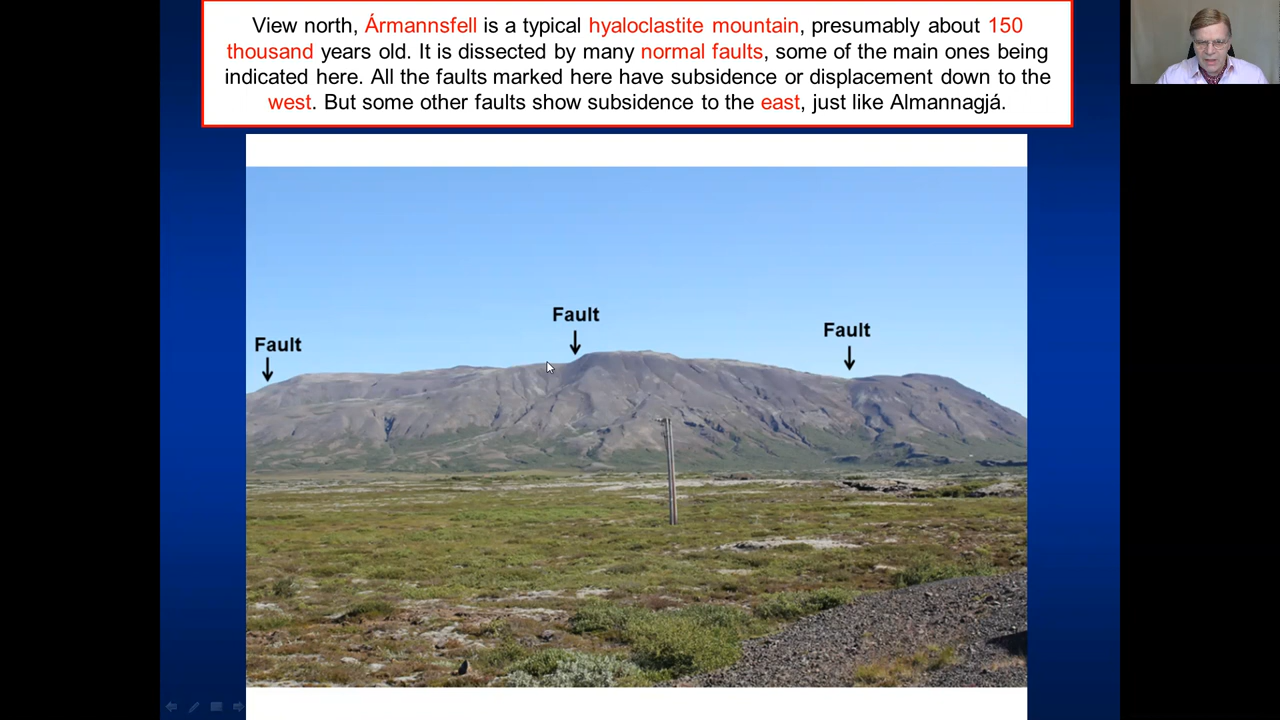 View north, Ármannsfell is a typical hyaloclastite mountain, presumably about 150
thousand years old. It is disserted by many normal faults, some of the main ones being
indicated here. All the faults marked here have subsidence or displacement down to the
west. But some other faults show subsidence to the east, just like Almannagjá.
Fault
Fault
Fault